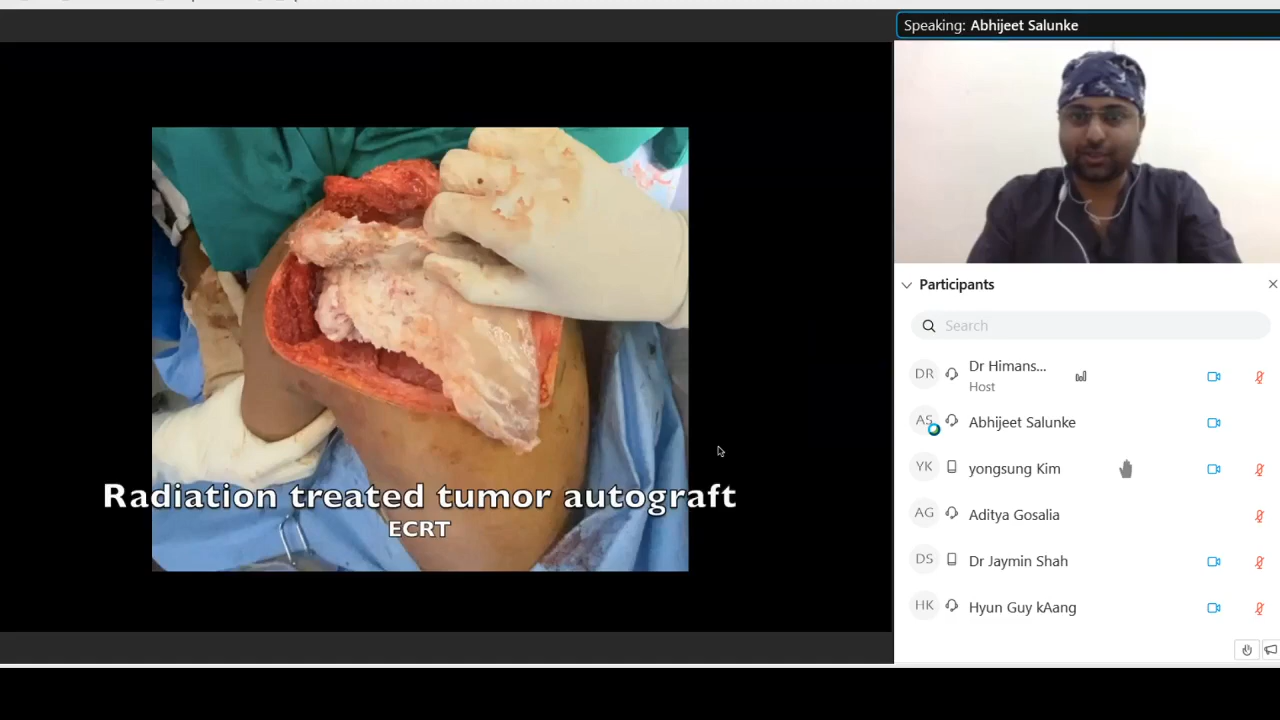 Speaking: Abhijeet Salunke
Radiation treated tumor autograft
ECRT
Participants
Search
DR
Dr Himans...
Host
AS
Abhijeet Salunke
YK
yongsung Kim
AG
Aditya Gosalia
DS
Dr Jaymin Shah
HK
Hyun Guy kAang